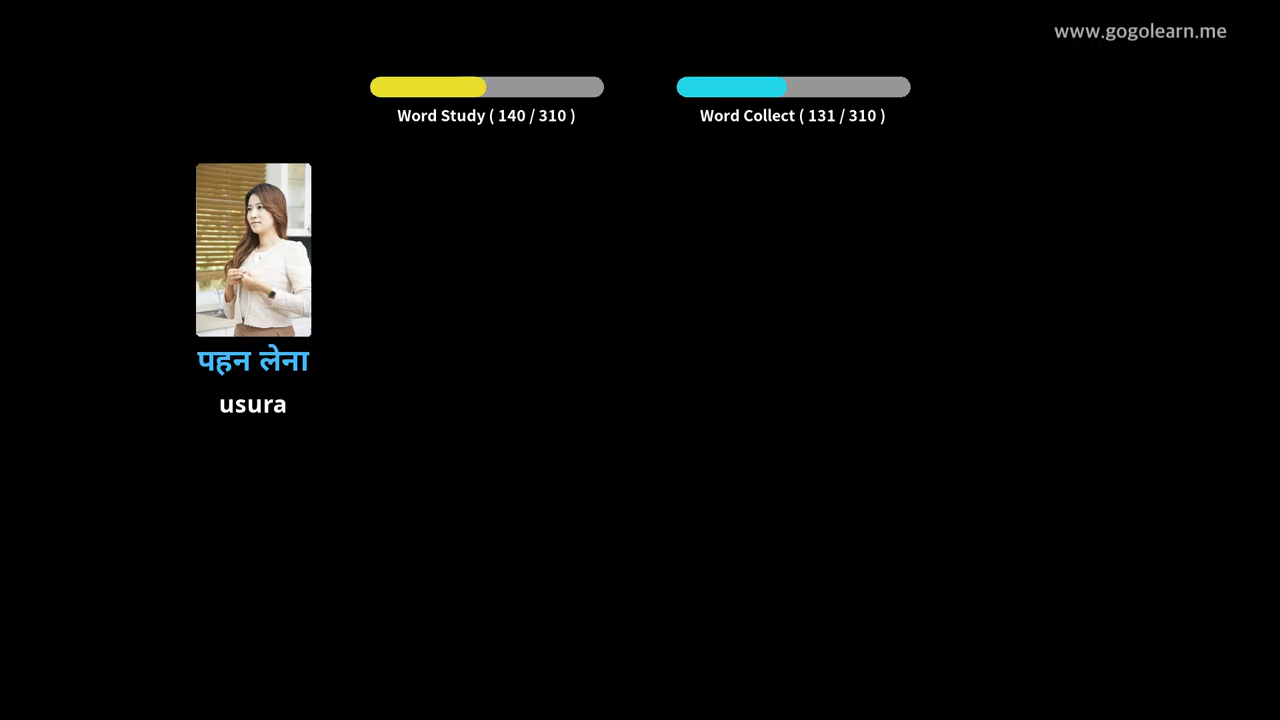 www.gogolearn.me
Word Study ( 140 / 310 )
Word Collect ( 131 / 310 )
पहन लेना
usura